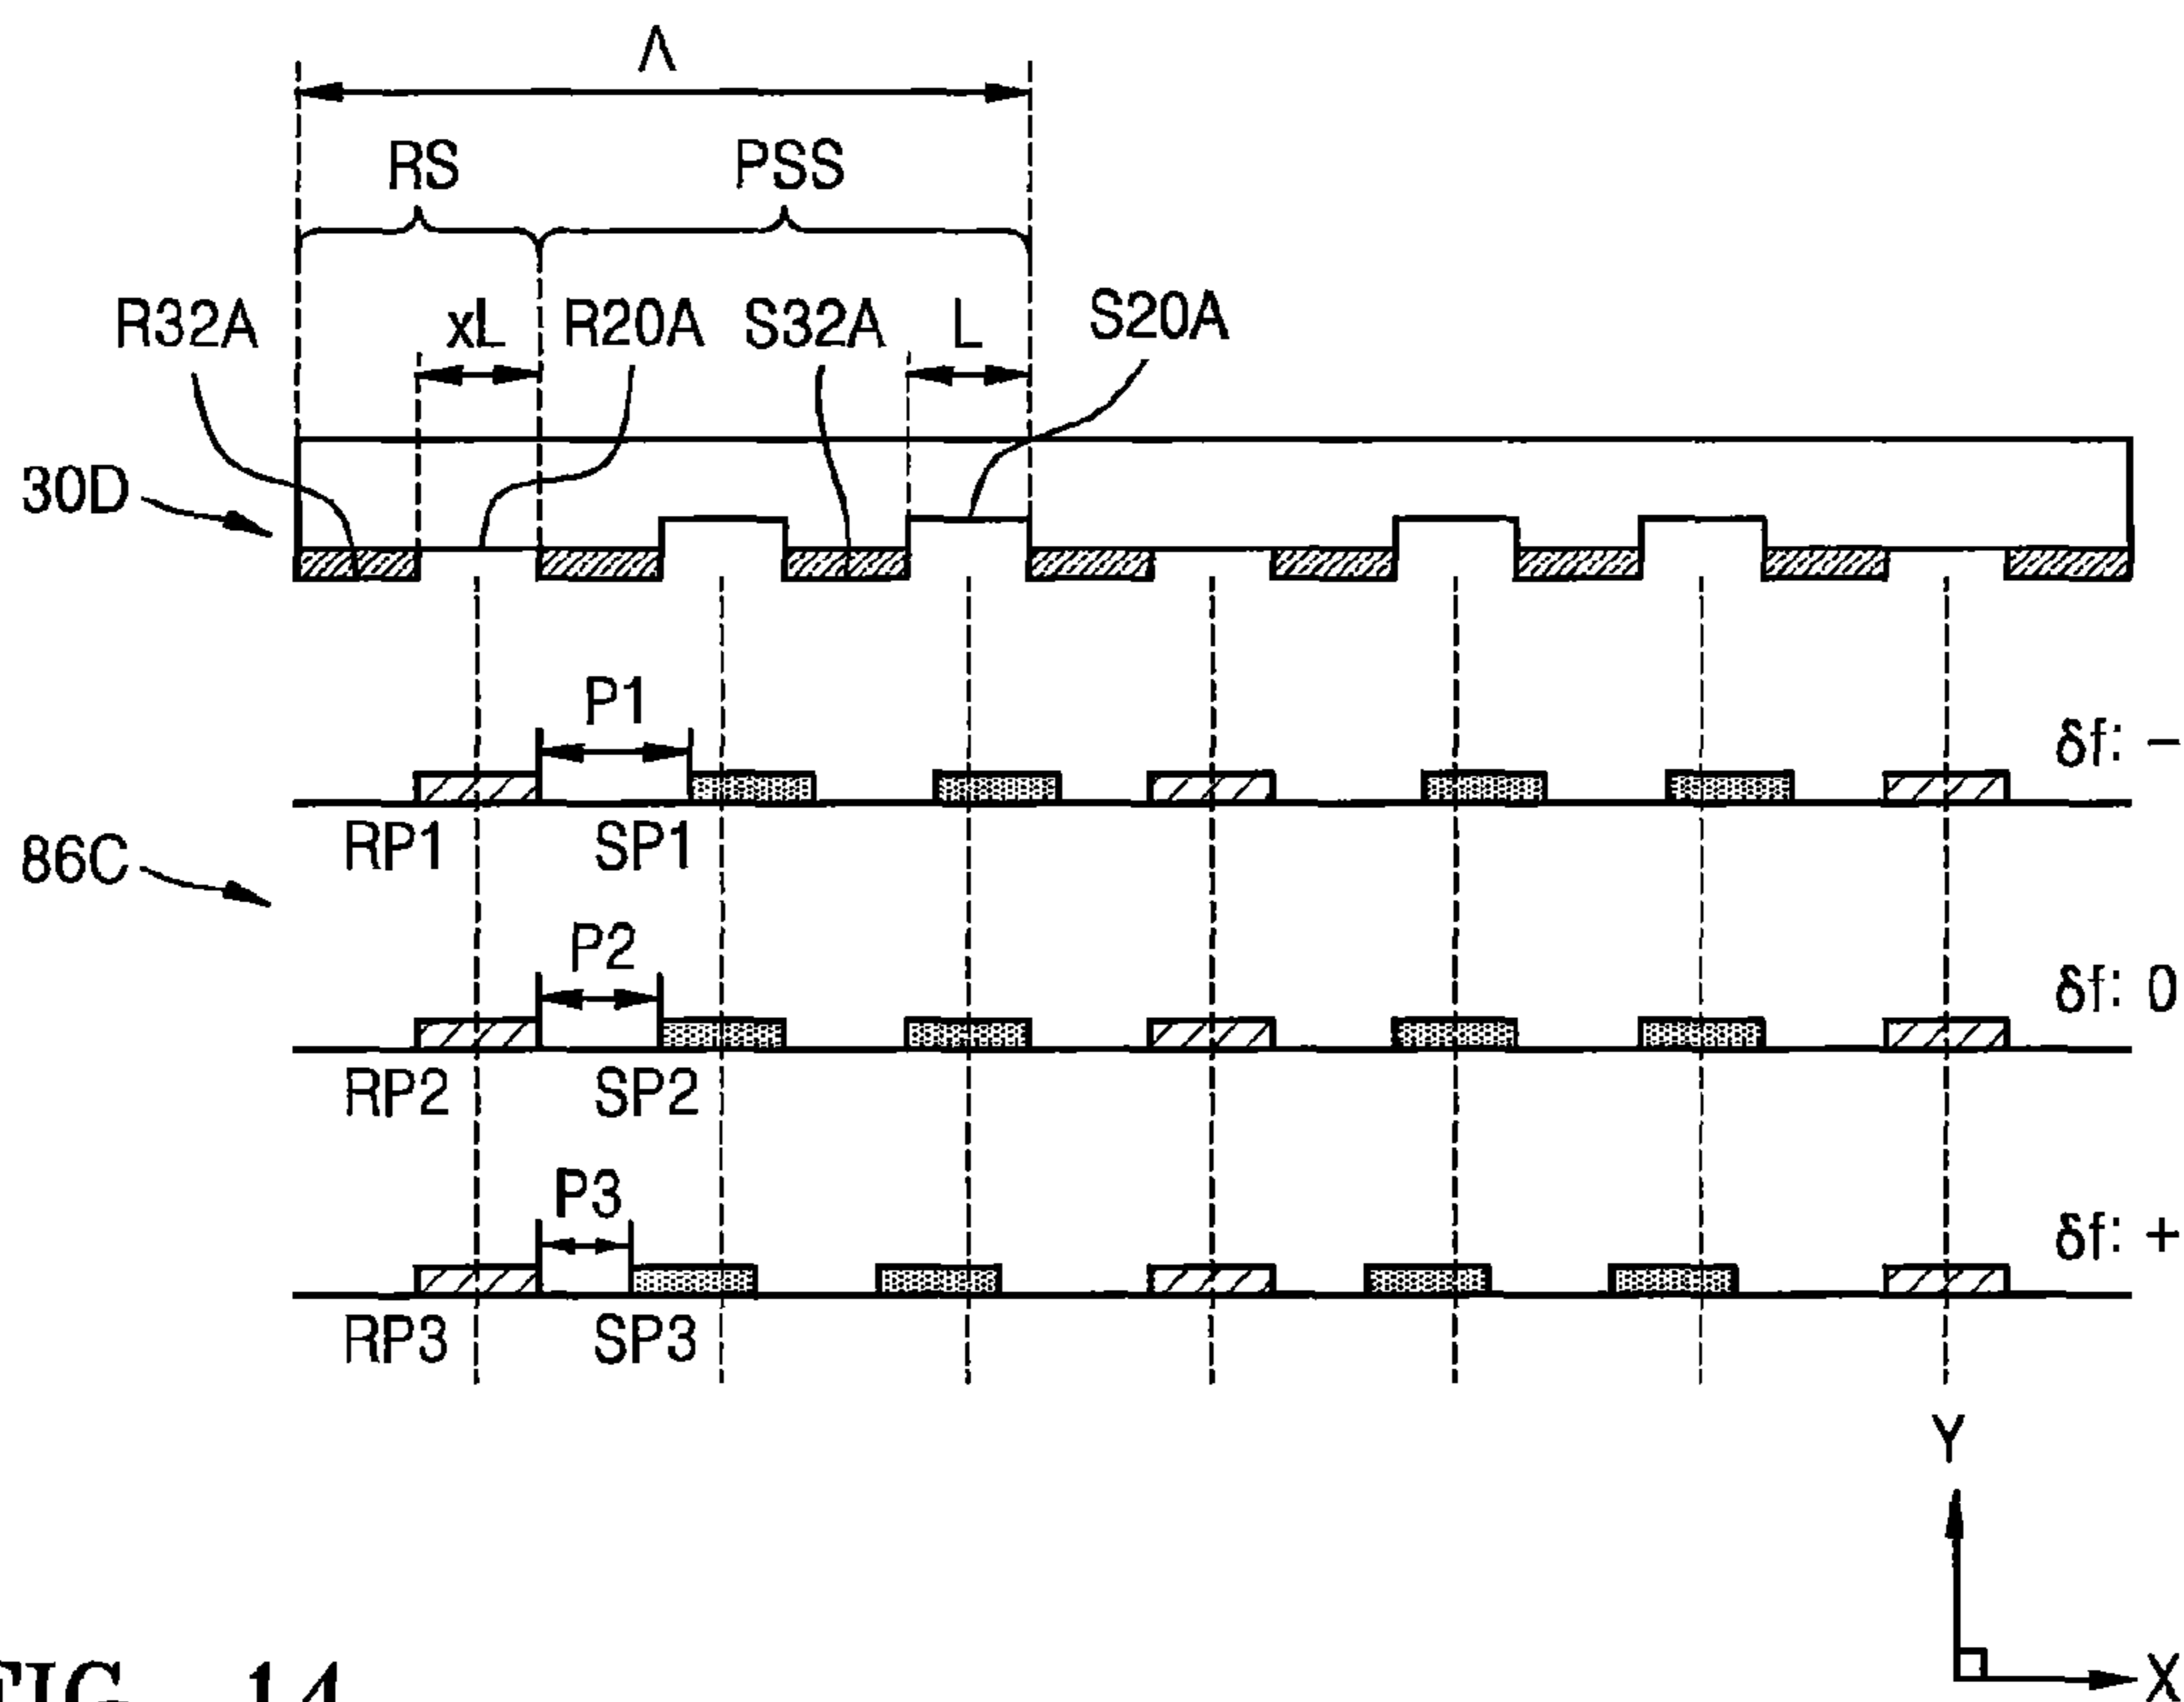 Λ
RS PSS
R32A xL R20A S32A L S20A
30D
P1
δf: −
RP1 SP1
86C
P2
δf: 0
RP2 SP2
P3
δf: +
RP3 SP3
Y
X
FIG. 14